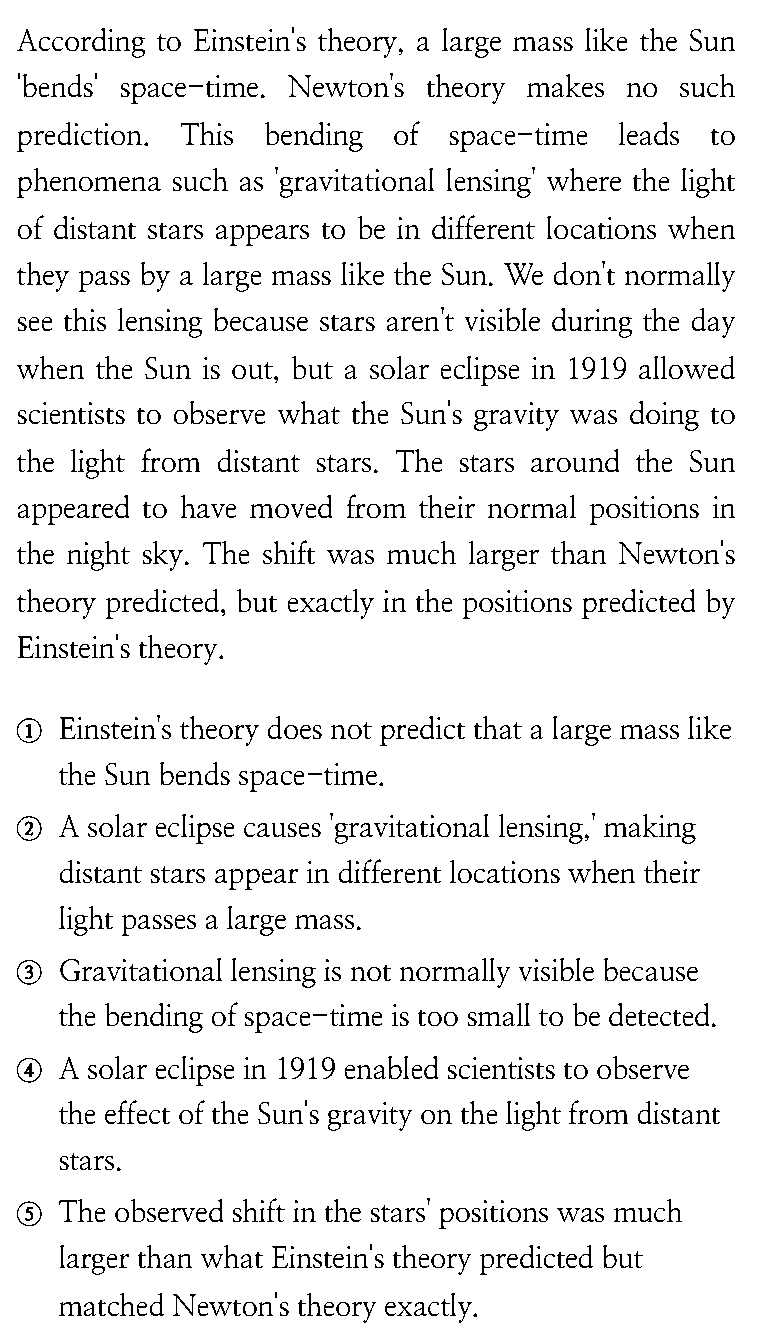 According to Einstein's theory, a large mass like the Sun
'bends' space-time. Newton's theory makes no such
prediction. This bending of space-time leads to
phenomena such as 'gravitational lensing' where the light
of distant stars appears to be in different locations when
they pass by a large mass like the Sun. We don't normally
see this lensing because stars aren't visible during the day
when the Sun is out, but a solar eclipse in 1919 allowed
scientists to observe what the Sun's gravity was doing to
the light from distant stars. The stars around the Sun
appeared to have moved from their normal positions in
the night sky. The shift was much larger than Newton's
theory predicted, but exactly in the positions predicted by
Einstein's theory.
① Einstein's theory does not predict that a large mass like
the Sun bends space-time.
② A solar eclipse causes 'gravitational lensing,' making
distant stars appear in different locations when their
light passes a large mass.
③ Gravitational lensing is not normally visible because
the bending of space-time is too small to be detected.
④ A solar eclipse in 1919 enabled scientists to observe
the effect of the Sun's gravity on the light from distant
stars.
⑤ The observed shift in the stars' positions was much
larger than what Einstein's theory predicted but
matched Newton's theory exactly.